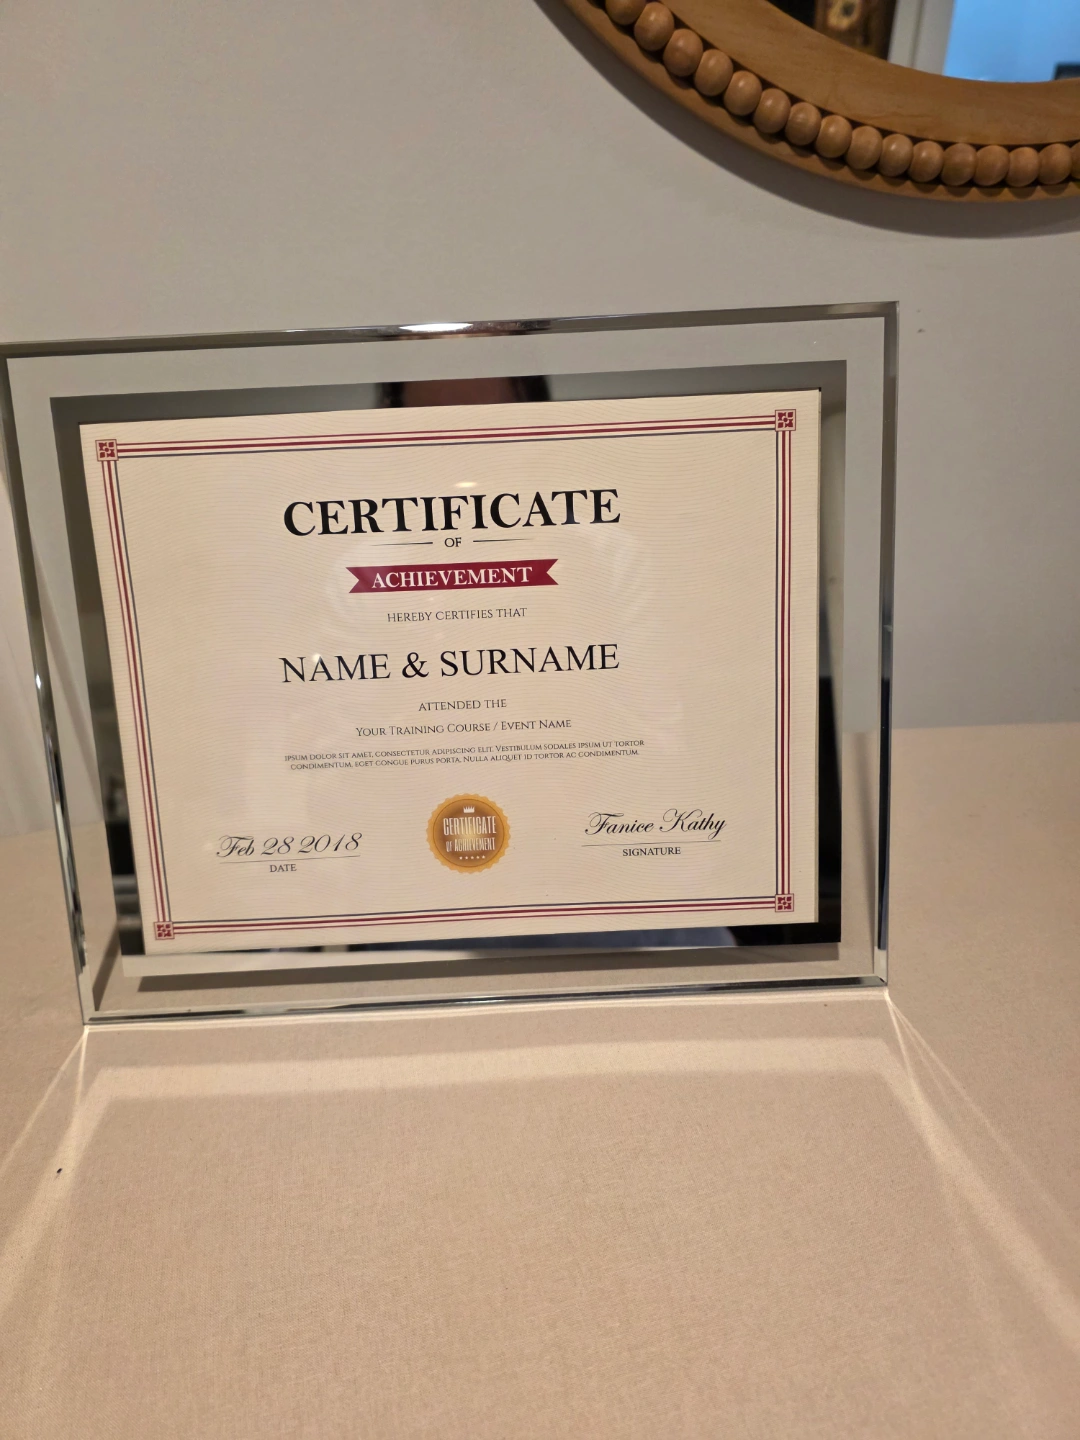 CERTIFICATE
OF
ACHIEVEMENT
HEREBY CERTIFIES THAT
NAME & SURNAME
ATTENDED THE
YOUR TRAINING COURSE / EVENT NAME
IPSUM DOLOR SIT AMET, CONSECTETUR ADIPISCING ELIT. VESTIBULUM SODALES IPSUM UT TORTOR
CONDIMENTUM, EGET CONGUE PURUS PORTA. NULLA ALIQUET ID TORTOR AC CONDIMENTUM.
Feb 28 2018
DATE
CERTIFICATE
OF ACHIEVEMENT
Fanice Kathy
SIGNATURE